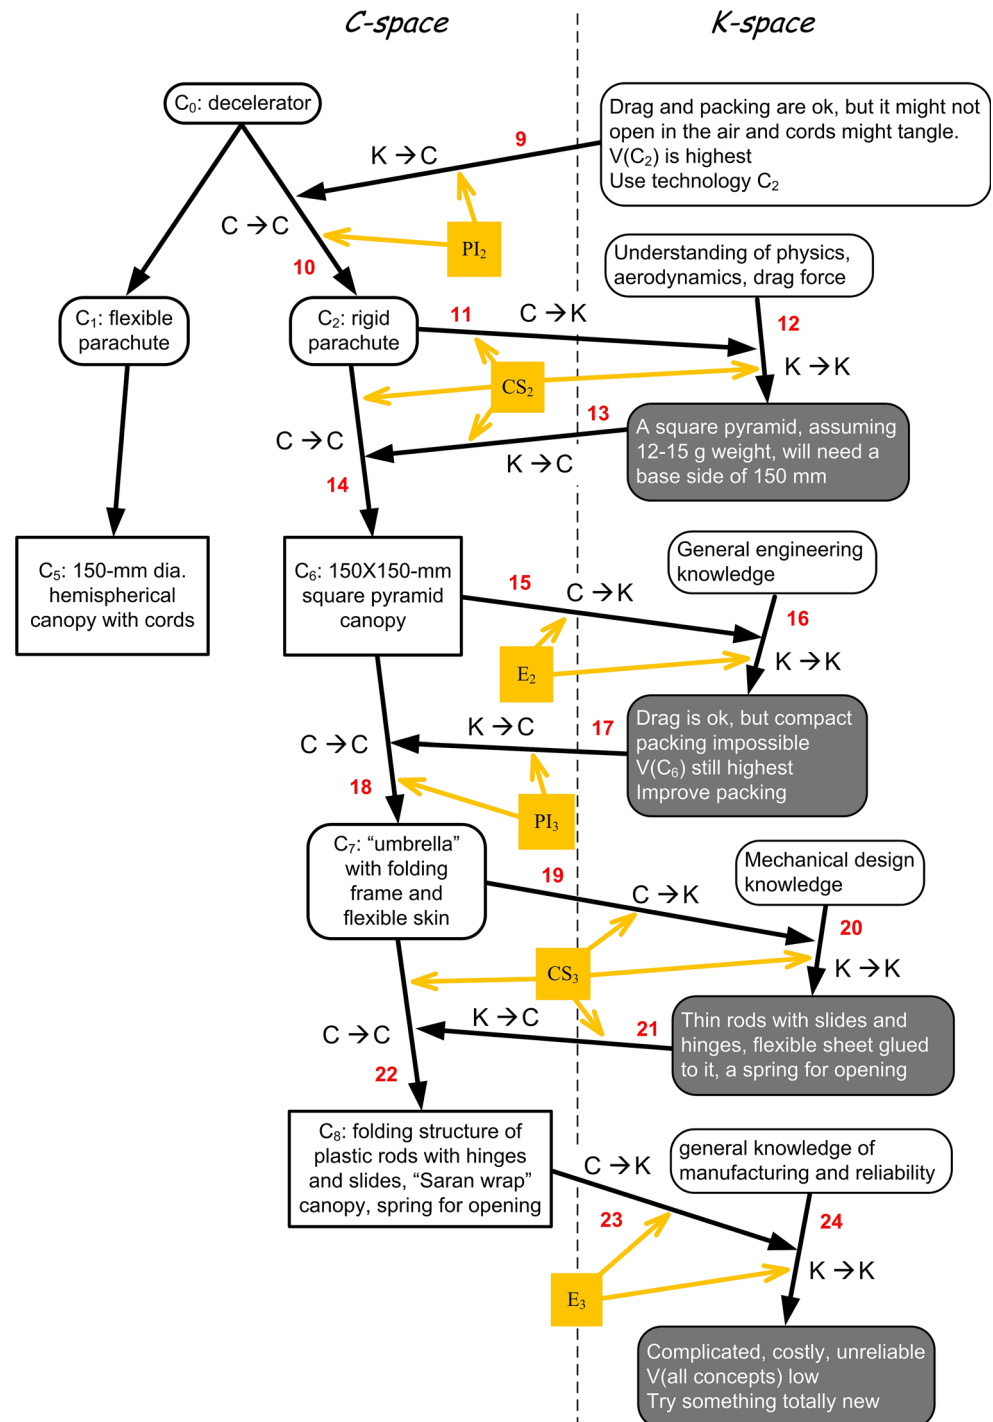 C-space
K-space
C₀: decelerator
Drag and packing are ok, but it might not
open in the air and cords might tangle.
V(C₂) is highest
Use technology C₂
9
K → C
C → C
PI₂
10
Understanding of physics,
aerodynamics, drag force
C₁: flexible
parachute
C₂: rigid
parachute
11
C → K
12
K → K
CS₂
13
A square pyramid, assuming
12-15 g weight, will need a
base side of 150 mm
C → C
K → C
14
C₅: 150-mm dia.
hemispherical
canopy with cords
C₆: 150X150-mm
square pyramid
canopy
General engineering
knowledge
15
C → K
16
K → K
E₂
17
K → C
C → C
Drag is ok, but compact
packing impossible
V(C₆) still highest
Improve packing
18
PI₃
C₇: “umbrella”
with folding
frame and
flexible skin
Mechanical design
knowledge
19
C → K
20
K → K
CS₃
K → C
21
C → C
Thin rods with slides and
hinges, flexible sheet glued
to it, a spring for opening
22
C₈: folding structure of
plastic rods with hinges
and slides, “Saran wrap”
canopy, spring for opening
general knowledge of
manufacturing and reliability
C → K
23
24
K → K
E₃
Complicated, costly, unreliable
V(all concepts) low
Try something totally new